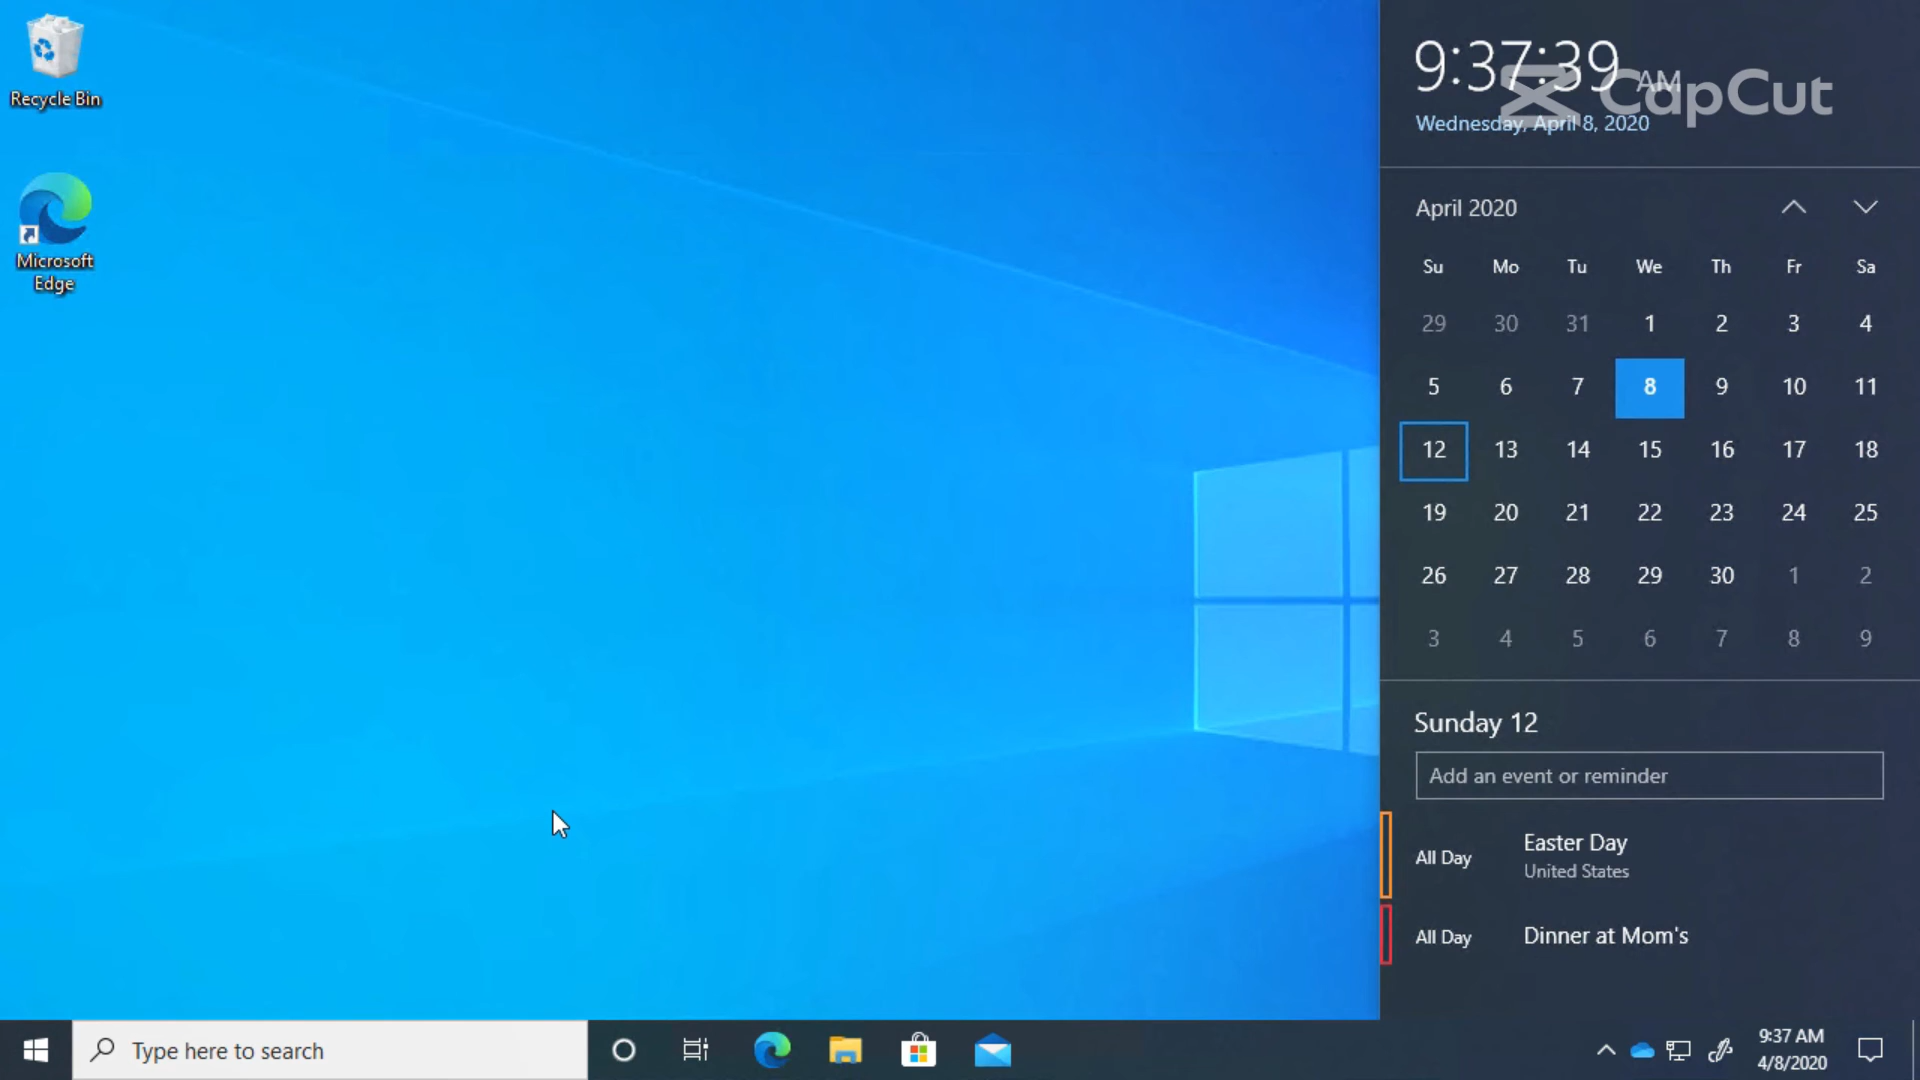 Recycle Bin
Microsoft
Edge
9:37:39 AM
CapCut
Wednesday, April 8, 2020
April 2020
Su Mo Tu We Th Fr Sa
29 30 31 1 2 3 4
5 6 7 8 9 10 11
12 13 14 15 16 17 18
19 20 21 22 23 24 25
26 27 28 29 30 1 2
3 4 5 6 7 8 9
Sunday 12
Add an event or reminder
All Day Easter Day
United States
All Day Dinner at Mom's
Type here to search
9:37 AM
4/8/2020